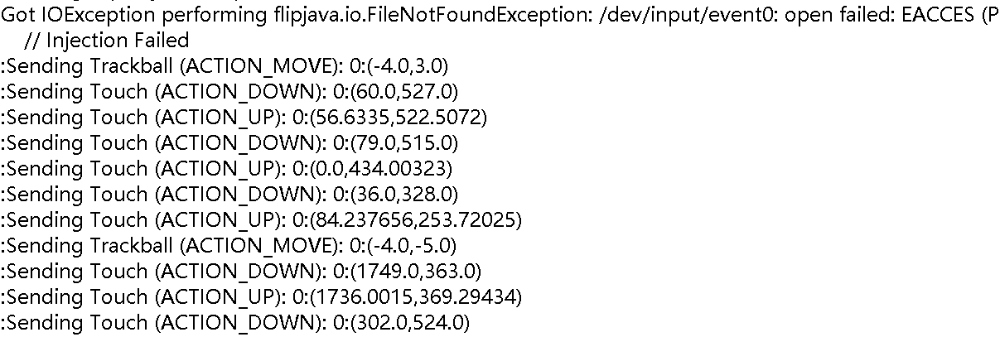 Got IOException performing flipjava.io.FileNotFoundException: /dev/input/event0: open failed: EACCES (P
// Injection Failed
:Sending Trackball (ACTION_MOVE): 0:(-4.0,3.0)
:Sending Touch (ACTION_DOWN): 0:(60.0,527.0)
:Sending Touch (ACTION_UP): 0:(56.6335,522.5072)
:Sending Touch (ACTION_DOWN): 0:(79.0,515.0)
:Sending Touch (ACTION_UP): 0:(0.0,434.00323)
:Sending Touch (ACTION_DOWN): 0:(36.0,328.0)
:Sending Touch (ACTION_UP): 0:(84.237656,253.72025)
:Sending Trackball (ACTION_MOVE): 0:(-4.0,-5.0)
:Sending Touch (ACTION_DOWN): 0:(1749.0,363.0)
:Sending Touch (ACTION_UP): 0:(1736.0015,369.29434)
:Sending Touch (ACTION_DOWN): 0:(302.0,524.0)